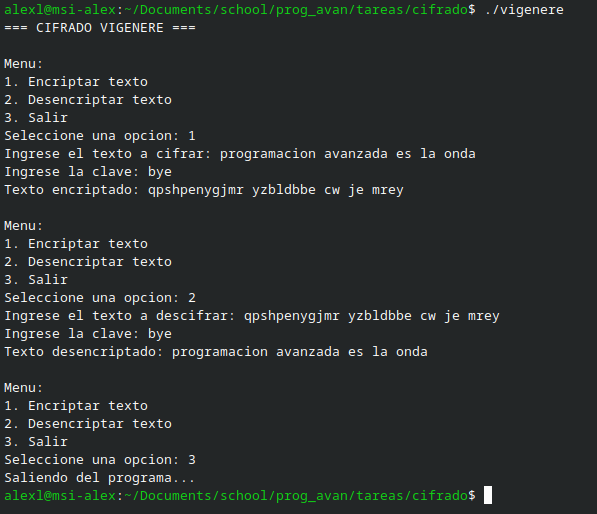 alexl@msi-alex:~/Documents/school/prog_avan/tareas/cifrado$ ./vigenere
=== CIFRADO VIGENERE ===
Menu:
1. Encriptar texto
2. Desencriptar texto
3. Salir
Seleccione una opcion: 1
Ingrese el texto a cifrar: programacion avanzada es la onda
Ingrese la clave: bye
Texto encriptado: qpshpenygjmr yzbldbbe cw je mrey
Menu:
1. Encriptar texto
2. Desencriptar texto
3. Salir
Seleccione una opcion: 2
Ingrese el texto a descifrar: qpshpenygjmr yzbldbbe cw je mrey
Ingrese la clave: bye
Texto desencriptado: programacion avanzada es la onda
Menu:
1. Encriptar texto
2. Desencriptar texto
3. Salir
Seleccione una opcion: 3
Saliendo del programa...
alexl@msi-alex:~/Documents/school/prog_avan/tareas/cifrado$